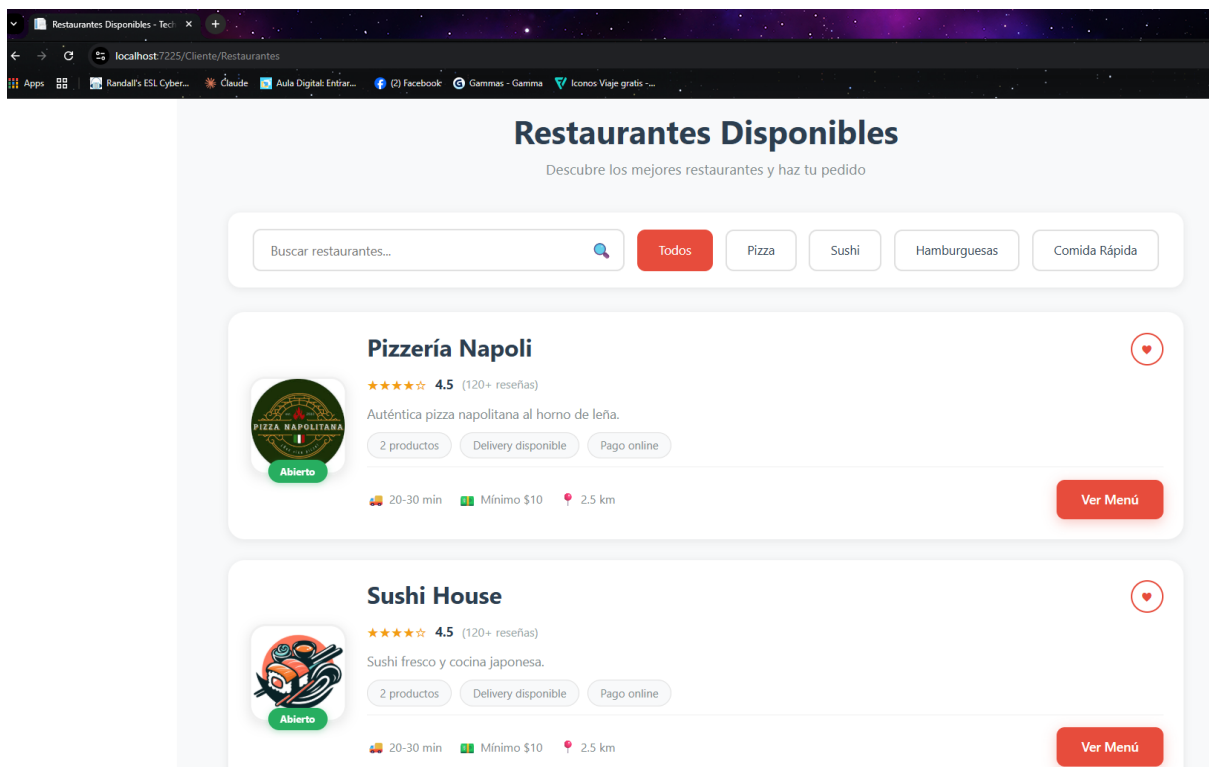 Restaurantes Disponibles - Tech
localhost:7225/Cliente/Restaurantes
Apps Randall's ESL Cyber... Claude Aula Digital: Entrar... (2) Facebook Gammas - Gamma Iconos Viaje gratis -...
Restaurantes Disponibles
Descubre los mejores restaurantes y haz tu pedido
Buscar restaurantes... Todos Pizza Sushi Hamburguesas Comida Rápida
Pizzería Napoli
4.5 (120+ reseñas)
Auténtica pizza napolitana al horno de leña.
PIZZA NAPOLITANA
2 productos Delivery disponible Pago online
Abierto
20-30 min Mínimo $10 2.5 km Ver Menú
Sushi House
4.5 (120+ reseñas)
Sushi fresco y cocina japonesa.
2 productos Delivery disponible Pago online
Abierto
20-30 min Mínimo $10 2.5 km Ver Menú